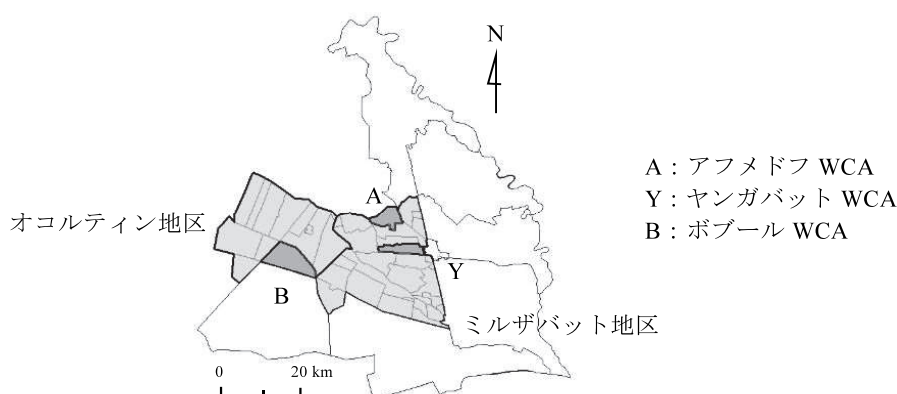 N
A：アフメドフ WCA
Y：ヤンガバット WCA
B：ボブール WCA
A
オコルティン地区
Y
B
ミルザバット地区
0 20 km